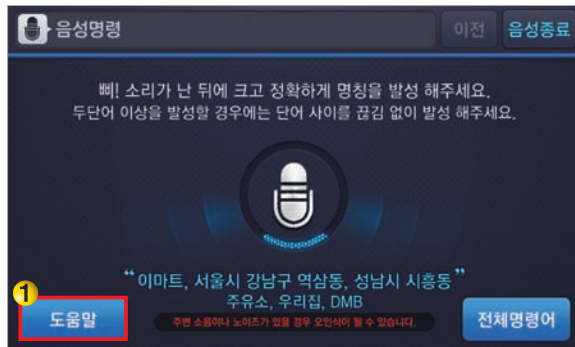 음성명령
이전
음성종료
삐! 소리가 난 뒤에 크고 정확하게 명칭을 발성 해주세요.
두단어 이상을 발성할 경우에는 단어 사이를 끊김 없이 발성 해주세요.
“ 이마트, 서울시 강남구 역삼동, 성남시 시흥동 ”
주유소, 우리집, DMB
1
도움말
주변 소음이나 노이즈가 있을 경우 오인식이 될 수 있습니다.
전체명령어